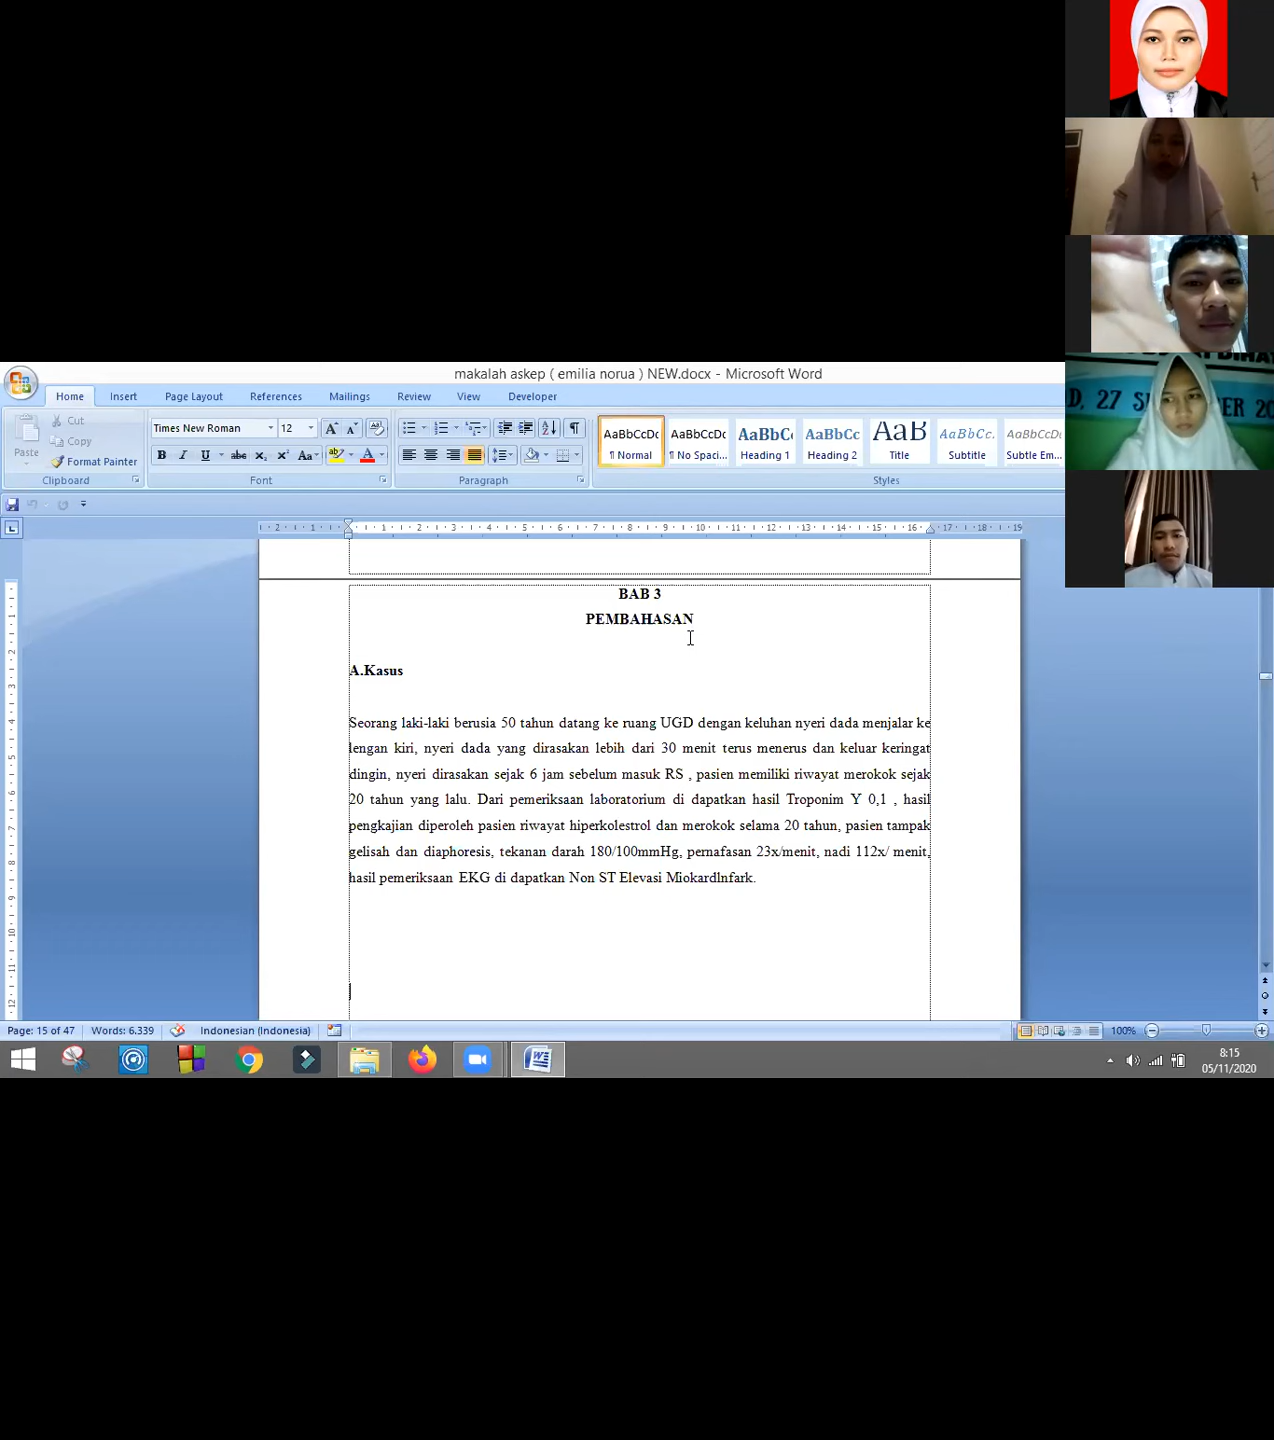 makalah askep ( emilia norua ) NEW.docx - Microsoft Word
Home Insert Page Layout References Mailings Review View Developer
Cut
Copy
Paste
Format Painter
Clipboard
Times New Roman 12
Font
Paragraph
AaBbCcDc AaBbCcDc AaBbC AaBbCc AaB AaBbCc. AaBbCcDc
¶ Normal ¶ No Spaci... Heading 1 Heading 2 Title Subtitle Subtle Em...
Styles
D, 27 S
ER 20
BAB 3
PEMBAHASAN
A.Kasus
Seorang laki-laki berusia 50 tahun datang ke ruang UGD dengan keluhan nyeri dada menjalar ke
lengan kiri, nyeri dada yang dirasakan lebih dari 30 menit terus menerus dan keluar keringat
dingin, nyeri dirasakan sejak 6 jam sebelum masuk RS , pasien memiliki riwayat merokok sejak
20 tahun yang lalu. Dari pemeriksaan laboratorium di dapatkan hasil Troponim Y 0,1 , hasil
pengkajian diperoleh pasien riwayat hiperkolestrol dan merokok selama 20 tahun, pasien tampak
gelisah dan diaphoresis, tekanan darah 180/100mmHg, pernafasan 23x/menit, nadi 112x/ menit,
hasil pemeriksaan EKG di dapatkan Non ST Elevasi Miokardlnfark.
Page: 15 of 47 Words: 6.339 Indonesian (Indonesia) 100%
8:15
05/11/2020